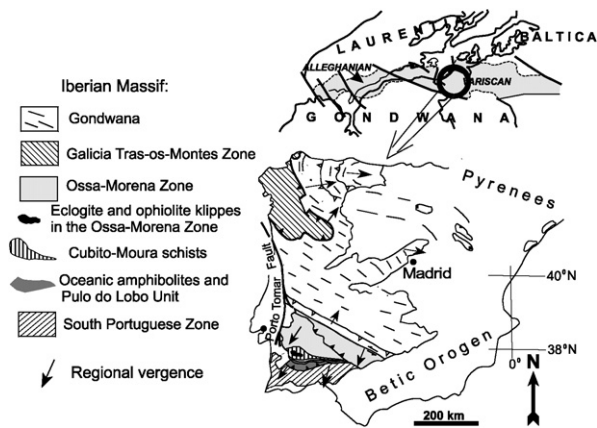 LAURENTIA
BALTICA
ALLEGHANIAN
VARISCAN
GONDWANA
Iberian Massif:
Gondwana
Galicia Tras-os-Montes Zone
Ossa-Morena Zone
Eclogite and ophiolite klippes
in the Ossa-Morena Zone
Cubito-Moura schists
Oceanic amphibolites and
Pulo do Lobo Unit
South Portuguese Zone
Regional vergence
Pyrenees
Madrid
Porto Tomar Fault
40°N
38°N
0°
N
Betic Orogen
200 km